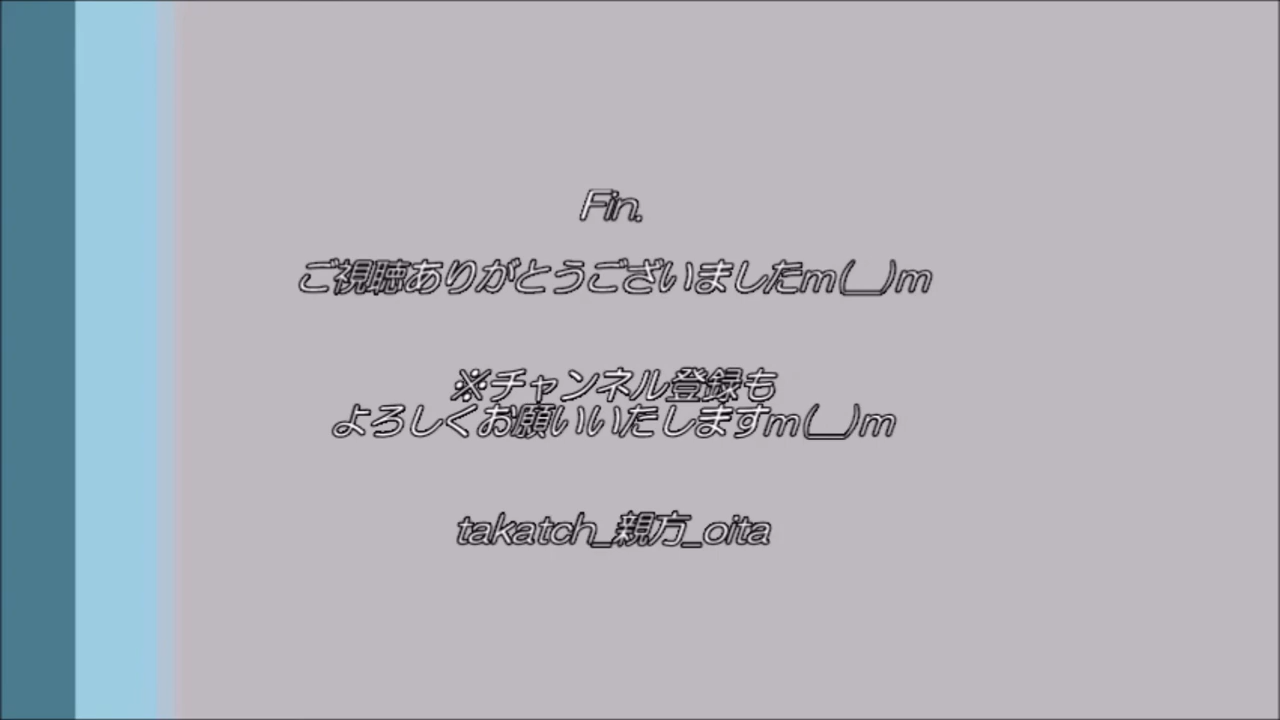 Fin.
ご視聴ありがとうございましたm(__)m
※チャンネル登録も
よろしくお願いいたしますm(__)m
takatch_親方_oita